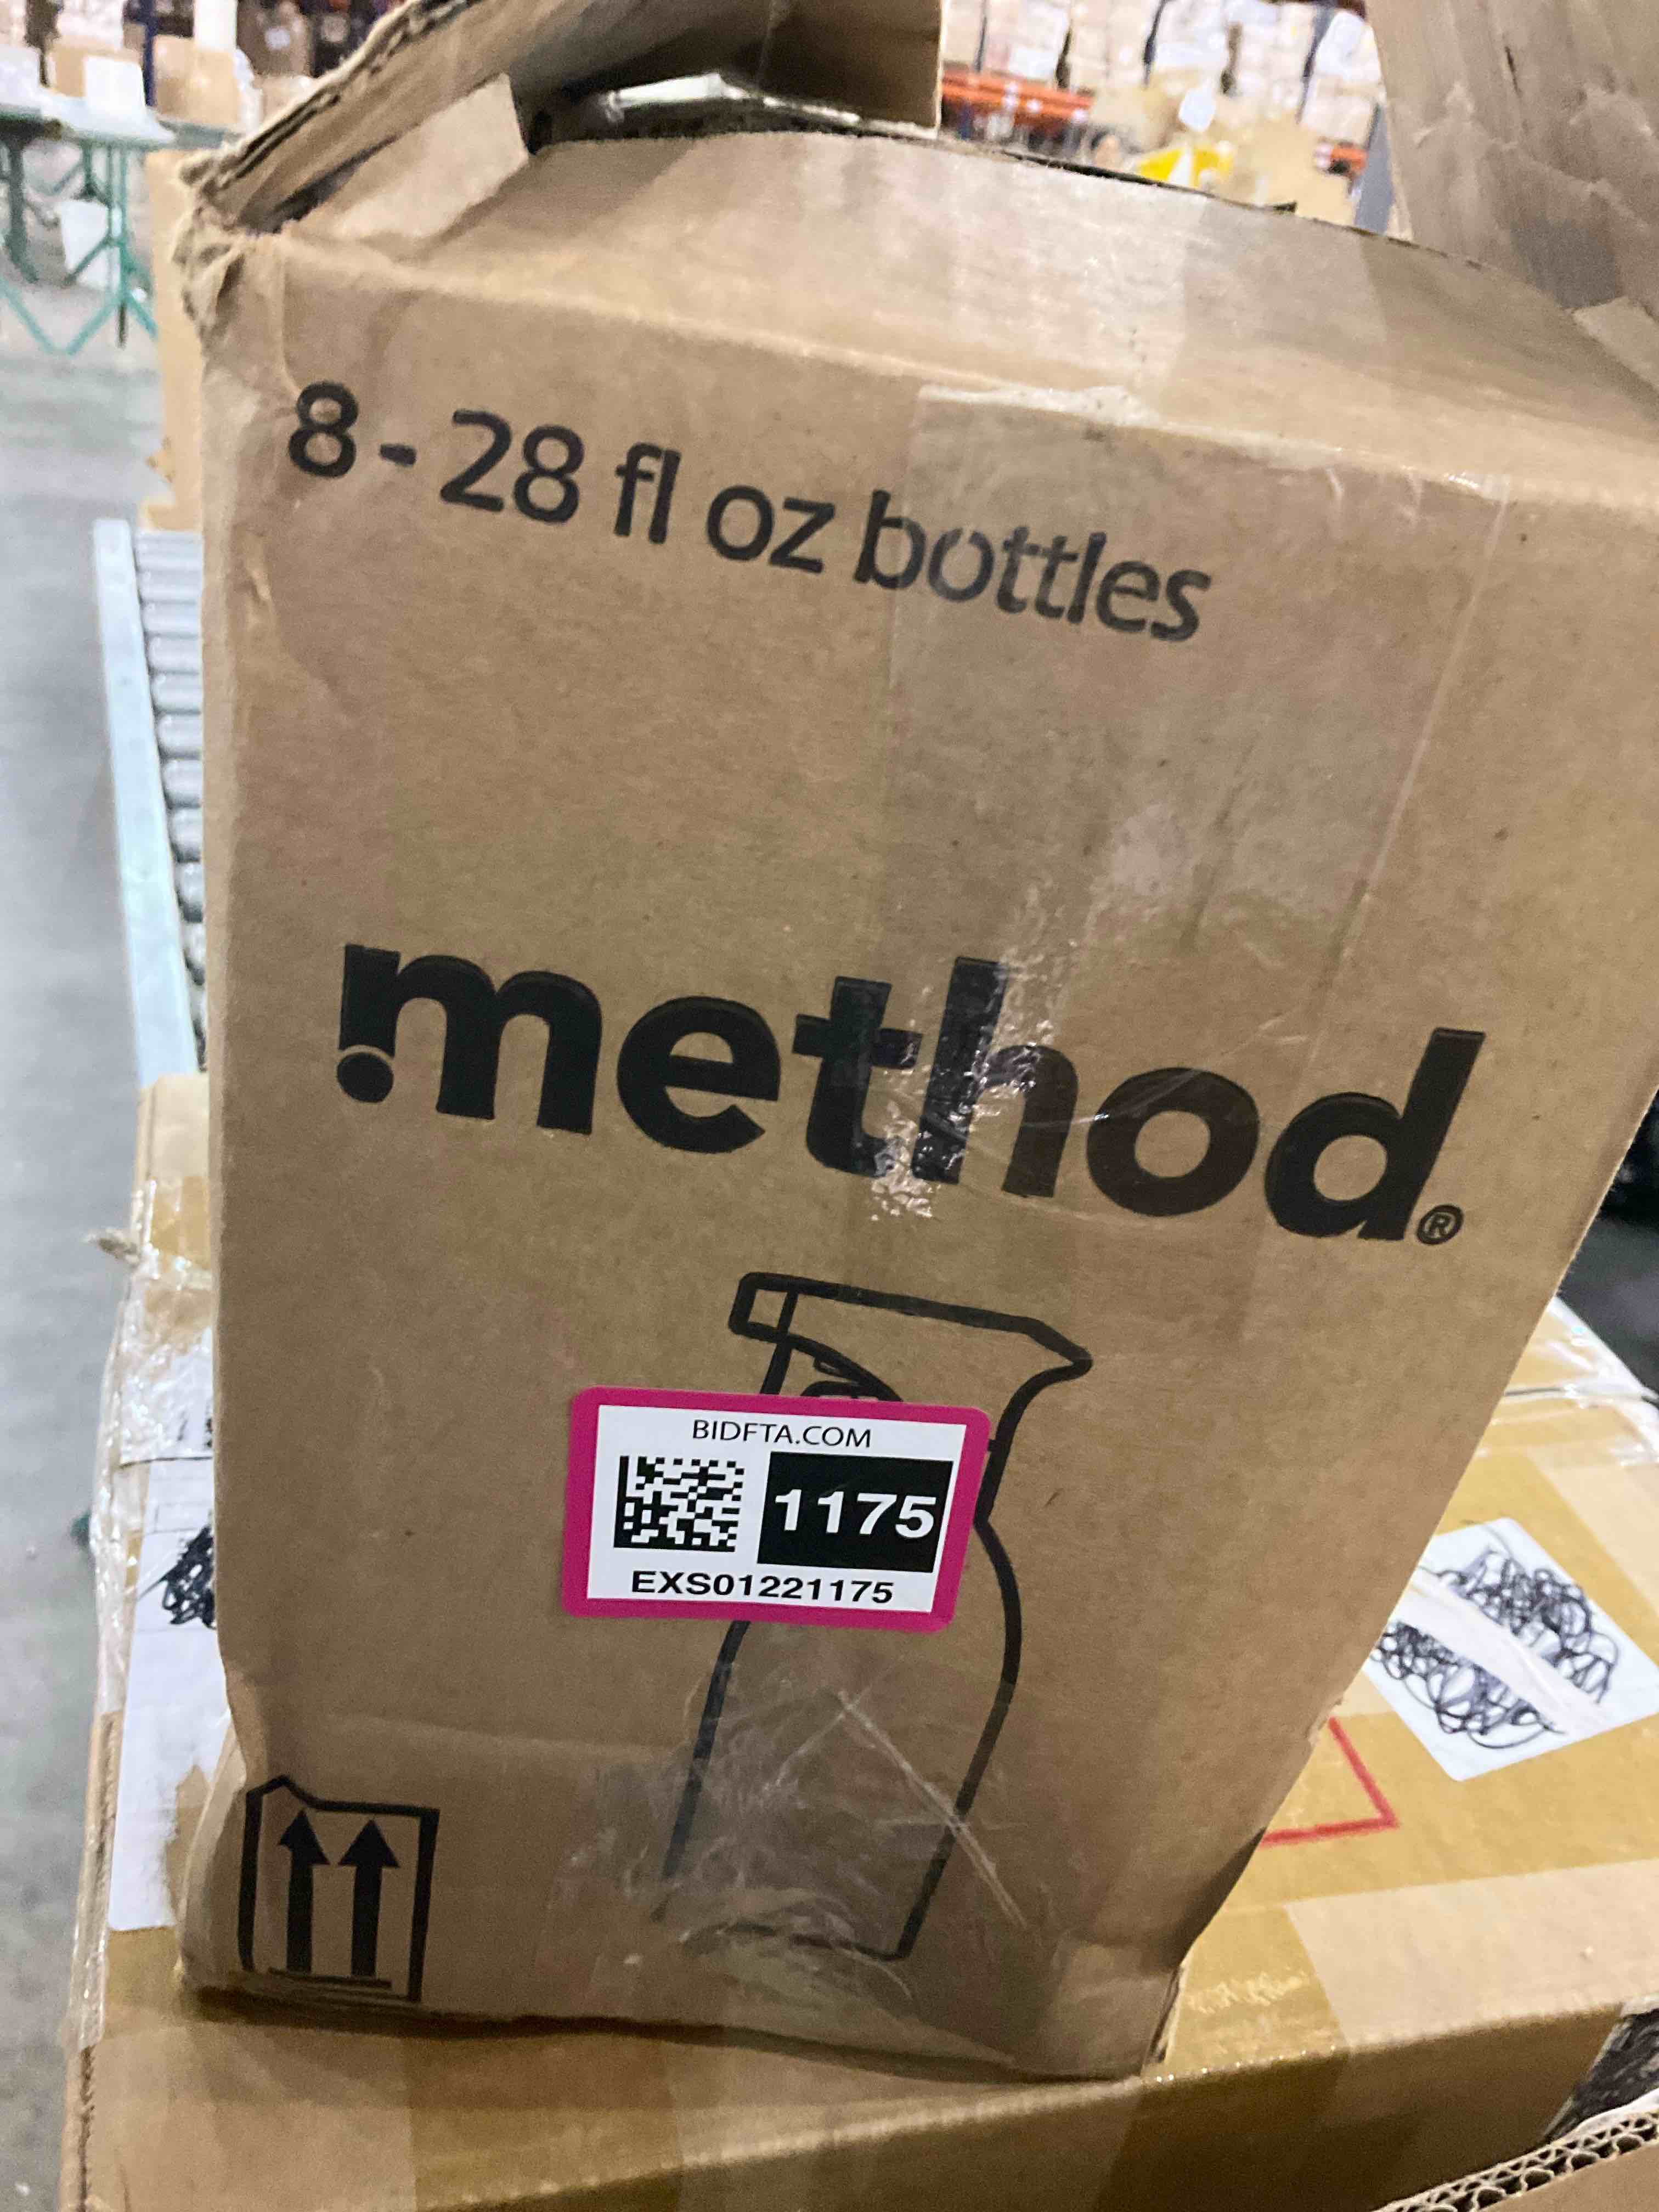 8 - 28 fl oz bottles
method®
BIDFTA.COM
1175
EXS01221175